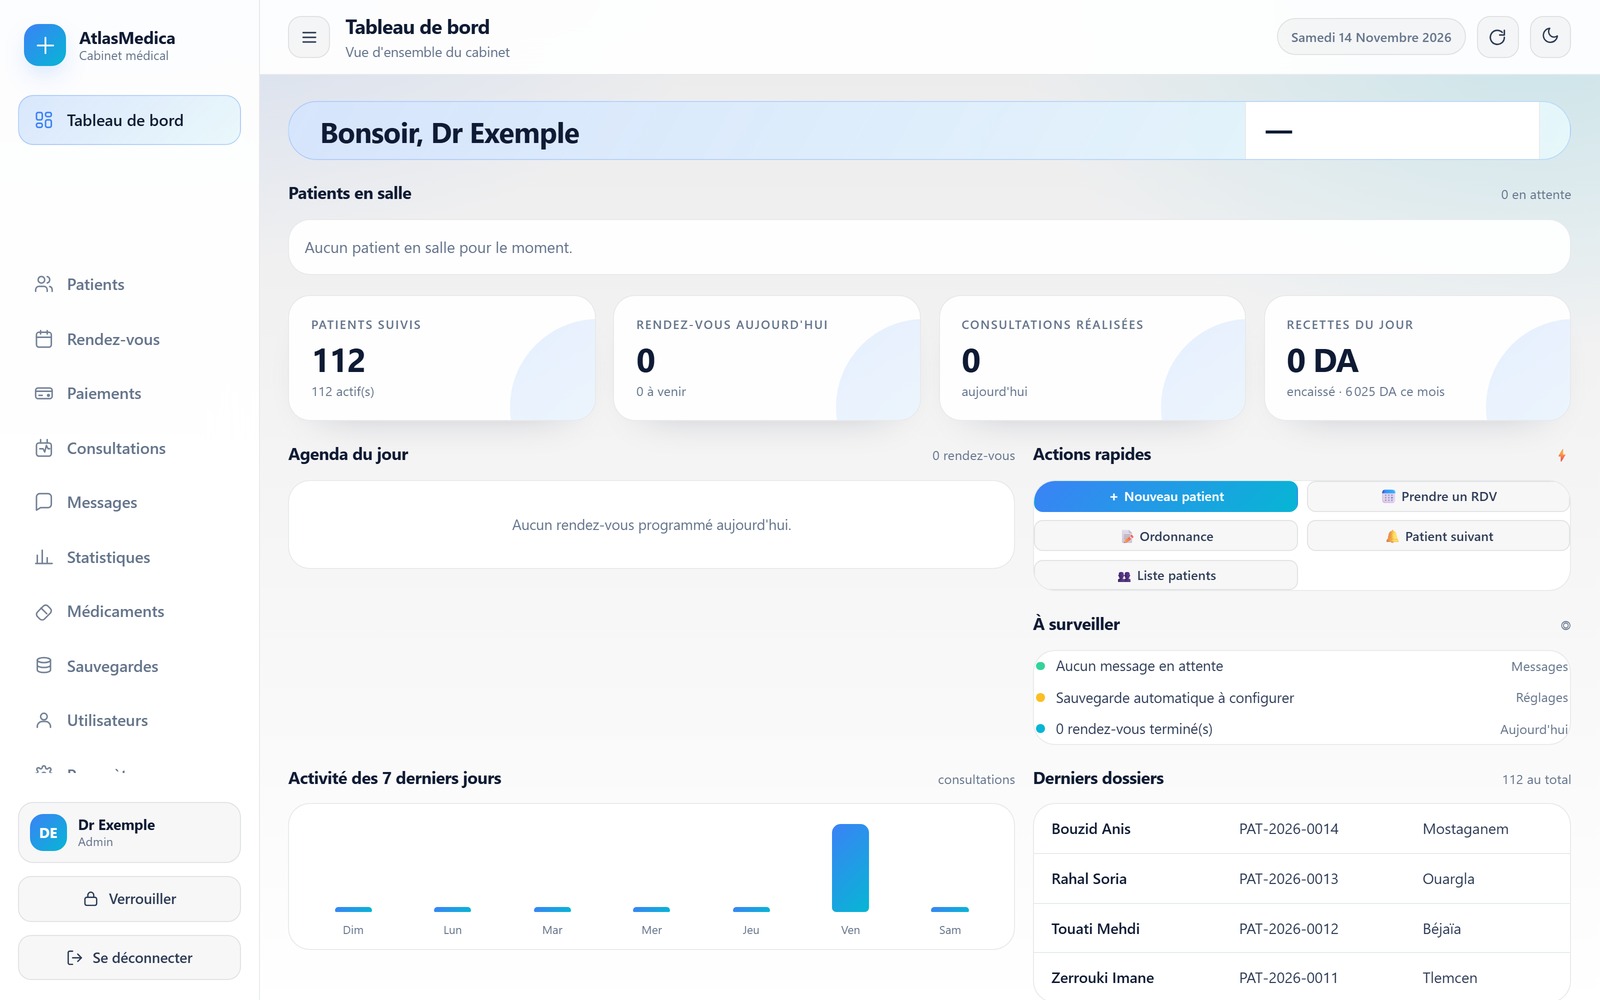 AtlasMedica
Cabinet médical
Tableau de bord
Patients
Rendez-vous
Paiements
Consultations
Messages
Statistiques
Médicaments
Sauvegardes
Utilisateurs
DE
Dr Exemple
Admin
Verrouiller
Se déconnecter
Tableau de bord
Vue d'ensemble du cabinet
Samedi 14 Novembre 2026
Bonsoir, Dr Exemple
—
Patients en salle
0 en attente
Aucun patient en salle pour le moment.
PATIENTS SUIVIS
112
112 actif(s)
RENDEZ-VOUS AUJOURD'HUI
0
0 à venir
CONSULTATIONS RÉALISÉES
0
aujourd'hui
RECETTES DU JOUR
0 DA
encaissé · 6 025 DA ce mois
Agenda du jour
0 rendez-vous
Aucun rendez-vous programmé aujourd'hui.
Actions rapides
+ Nouveau patient
Prendre un RDV
Ordonnance
Patient suivant
Liste patients
À surveiller
Aucun message en attente
Messages
Sauvegarde automatique à configurer
Réglages
0 rendez-vous terminé(s)
Aujourd'hui
Activité des 7 derniers jours
consultations
Dim Lun Mar Mer Jeu Ven Sam
Derniers dossiers
112 au total
Bouzid Anis PAT-2026-0014 Mostaganem
Rahal Soria PAT-2026-0013 Ouargla
Touati Mehdi PAT-2026-0012 Béjaïa
Zerrouki Imane PAT-2026-0011 Tlemcen